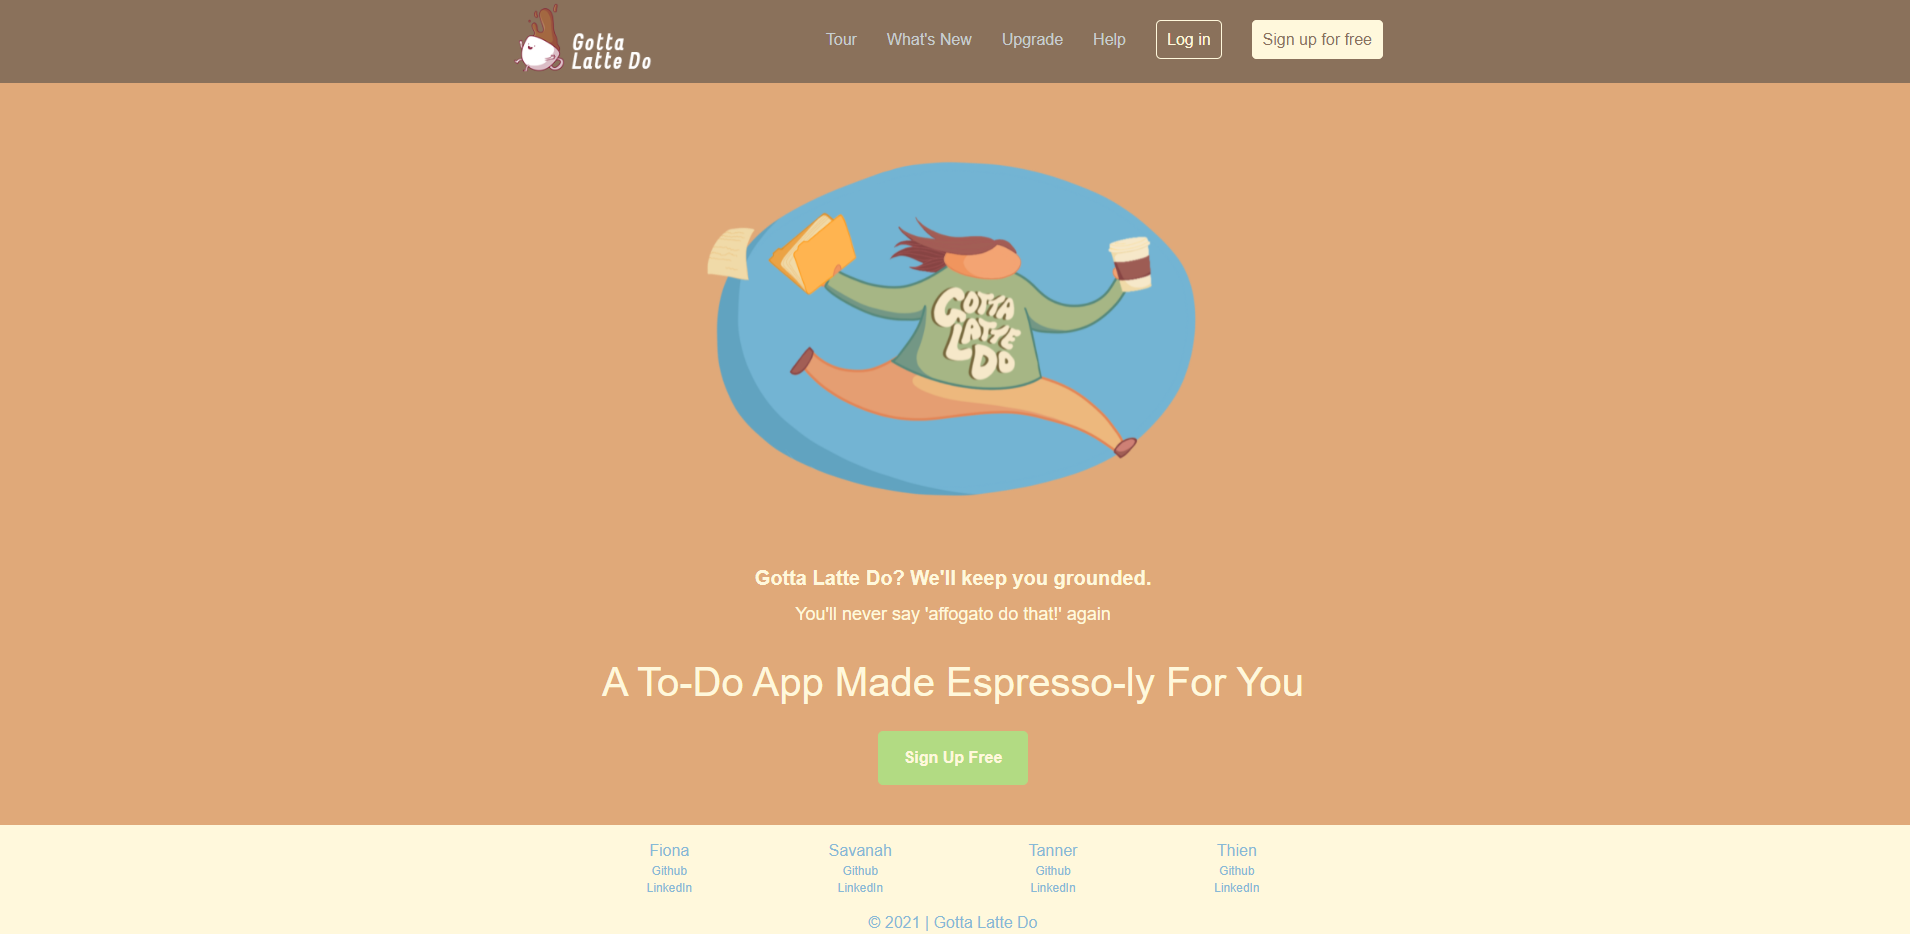 Gotta
Latte Do
Tour
What's New
Upgrade
Help
Log in
Sign up for free
GOTTA
LATTE
DO
Gotta Latte Do? We'll keep you grounded.
You'll never say 'affogato do that!' again
A To-Do App Made Espresso-ly For You
Sign Up Free
Fiona
Github
LinkedIn
Savanah
Github
LinkedIn
Tanner
Github
LinkedIn
Thien
Github
LinkedIn
© 2021 | Gotta Latte Do